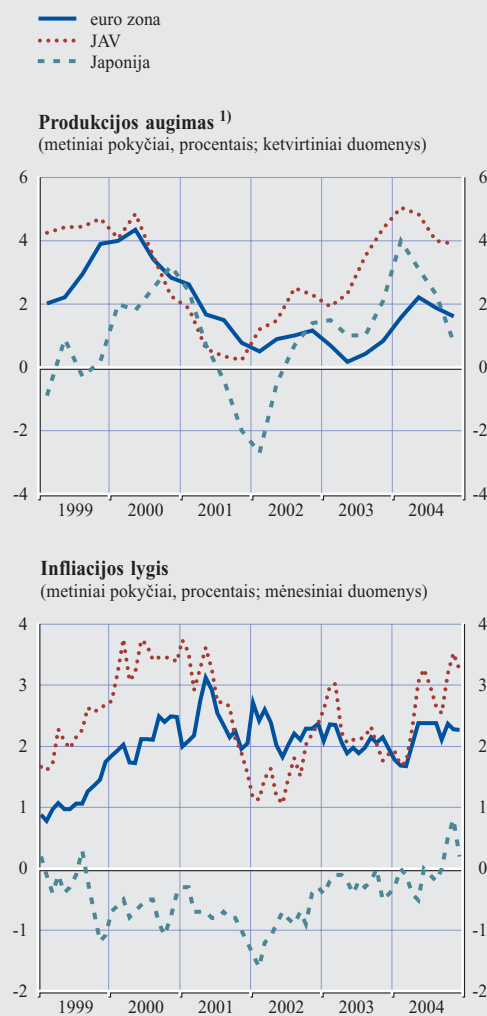 euro zona
JAV
Japonija
Produkcijos augimas 1)
(metiniai pokyčiai, procentais; ketvirtiniai duomenys)
6 6
4 4
2 2
0 0
-2 -2
-4 -4
1999 2000 2001 2002 2003 2004
Infliacijos lygis
(metiniai pokyčiai, procentais; mėnesiniai duomenys)
4 4
3 3
2 2
1 1
0 0
-1 -1
-2 -2
1999 2000 2001 2002 2003 2004